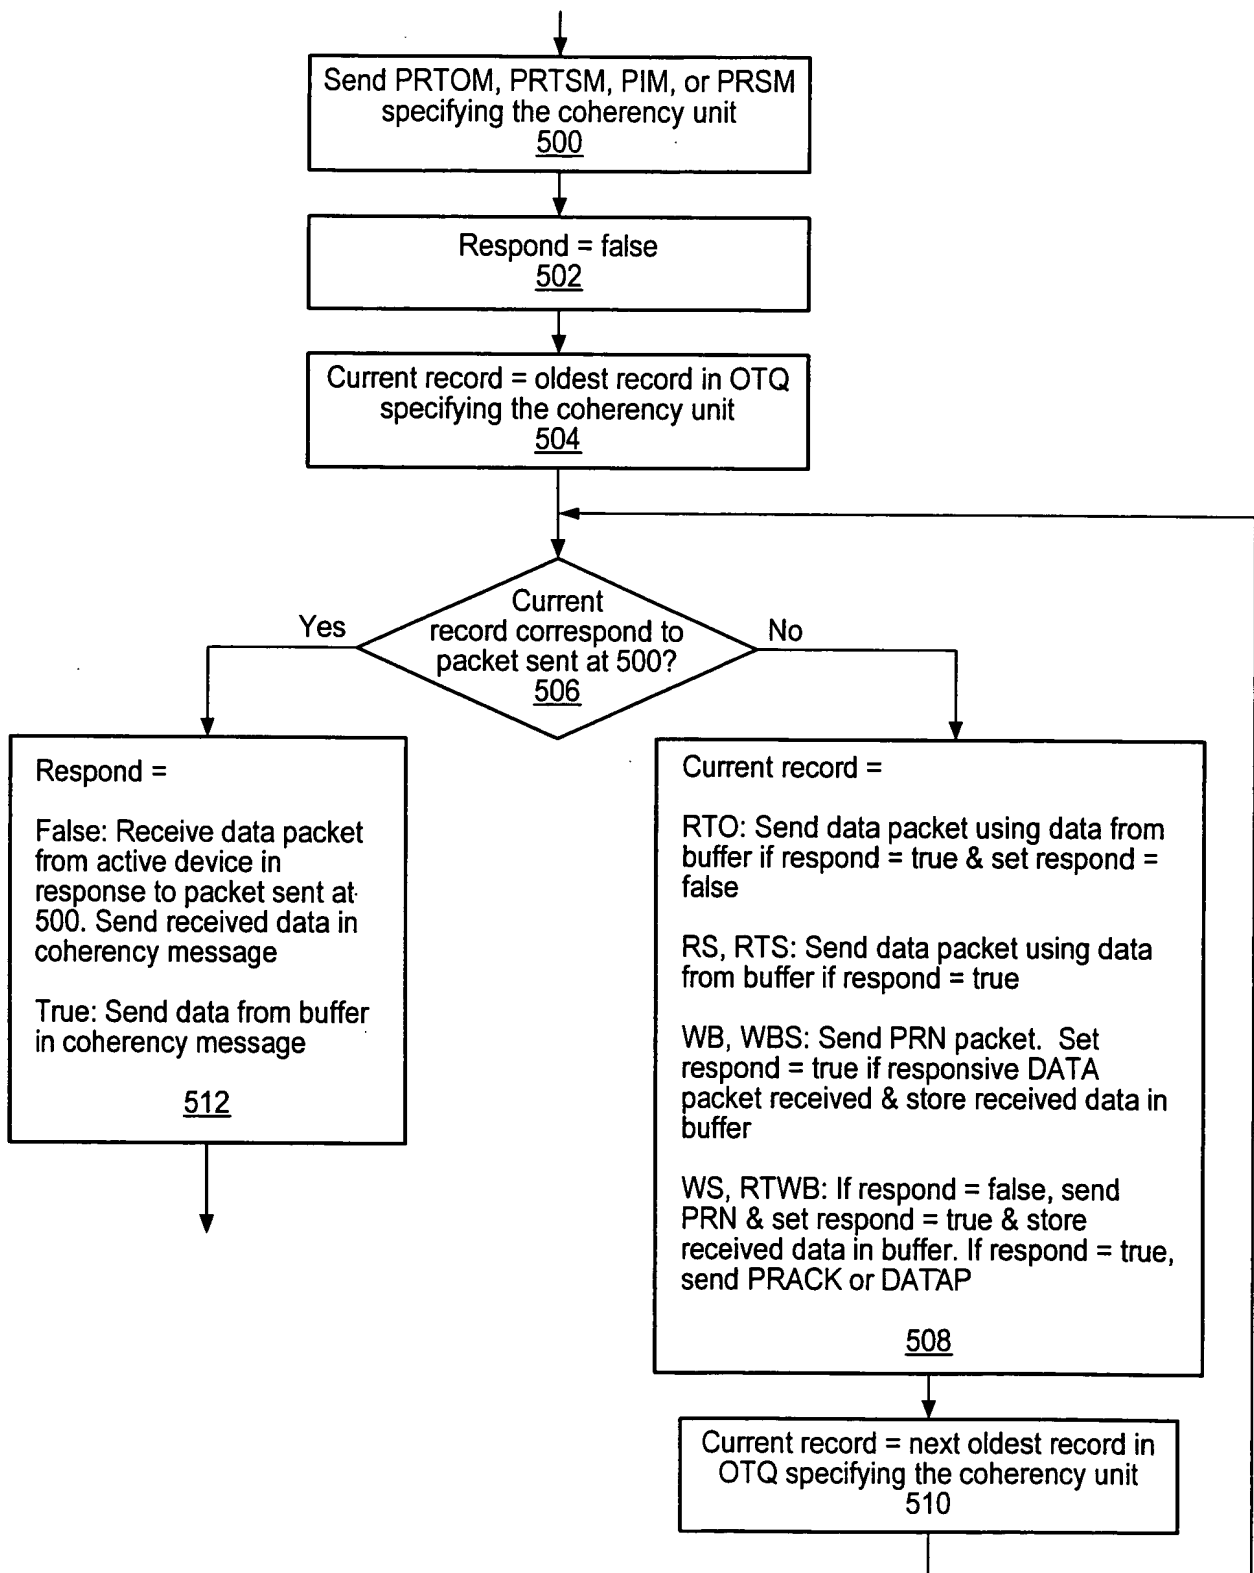 Send PRTOM, PRTSM, PIM, or PRSM
specifying the coherency unit
500
Respond = false
502
Current record = oldest record in OTQ
specifying the coherency unit
504
Current
record correspond to
packet sent at 500?
506
Yes
No
Respond =
False: Receive data packet
from active device in
response to packet sent at
500. Send received data in
coherency message
True: Send data from buffer
in coherency message
512
Current record =
RTO: Send data packet using data from
buffer if respond = true & set respond =
false
RS, RTS: Send data packet using data
from buffer if respond = true
WB, WBS: Send PRN packet. Set
respond = true if responsive DATA
packet received & store received data in
buffer
WS, RTWB: If respond = false, send
PRN & set respond = true & store
received data in buffer. If respond = true,
send PRACK or DATAP
508
Current record = next oldest record in
OTQ specifying the coherency unit
510